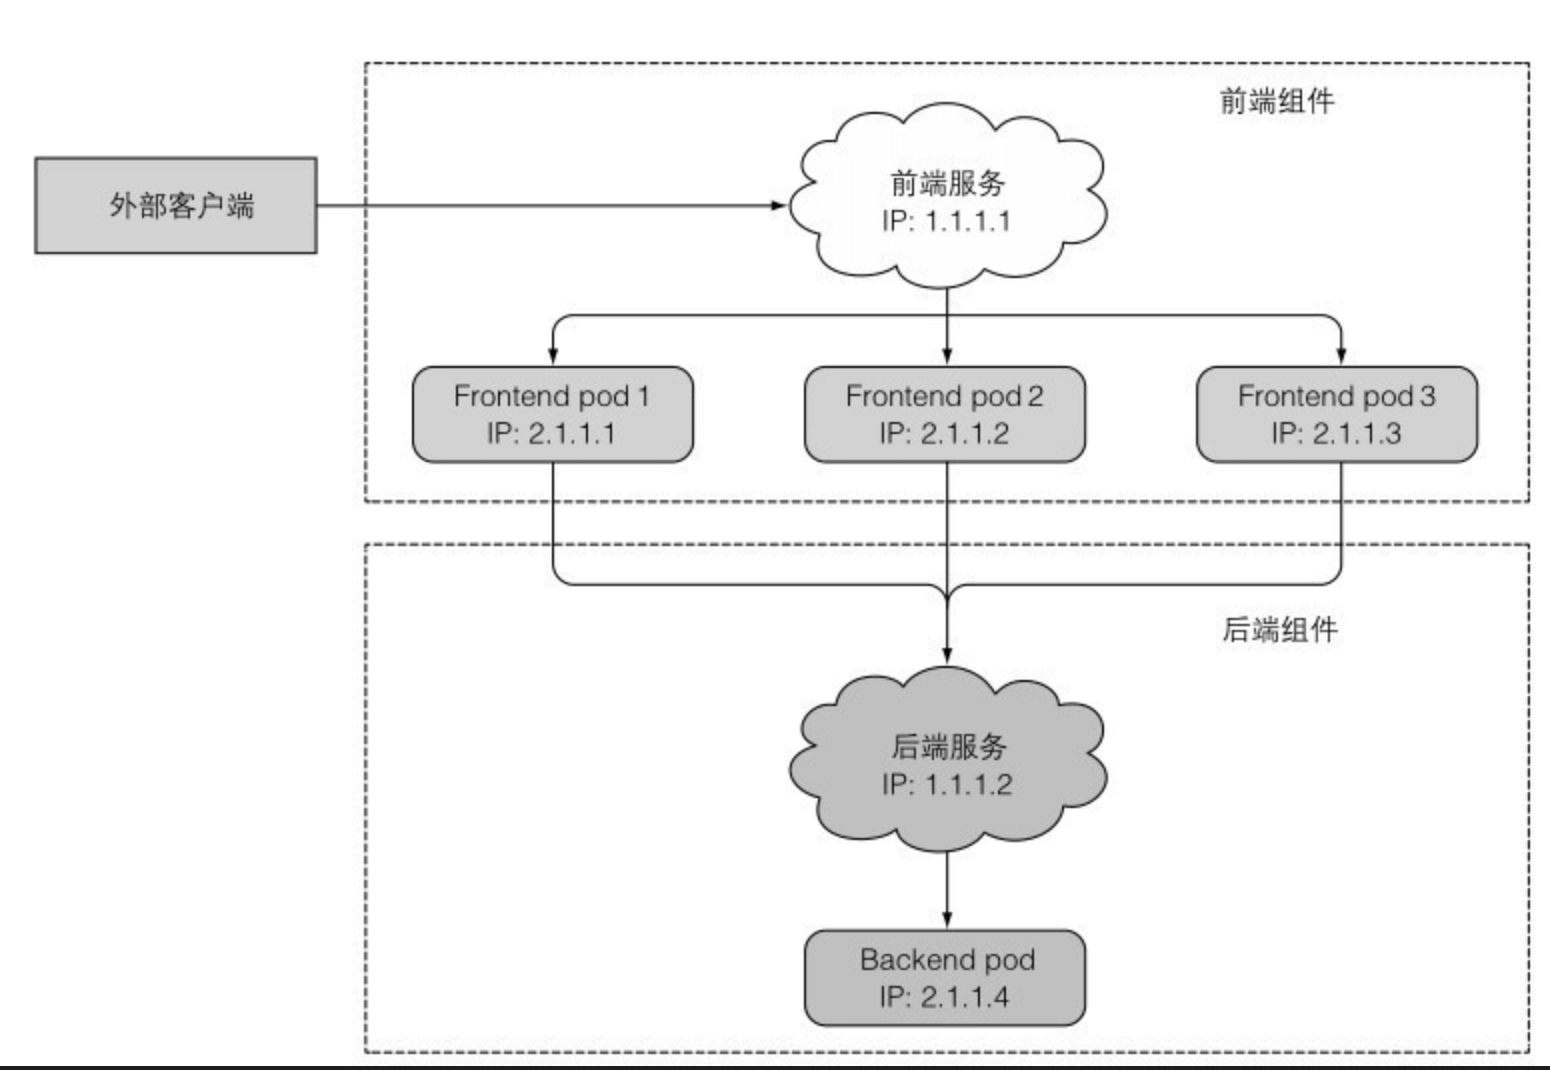 前端组件
外部客户端
前端服务
IP: 1.1.1.1
Frontend pod 1
IP: 2.1.1.1
Frontend pod 2
IP: 2.1.1.2
Frontend pod 3
IP: 2.1.1.3
后端组件
后端服务
IP: 1.1.1.2
Backend pod
IP: 2.1.1.4